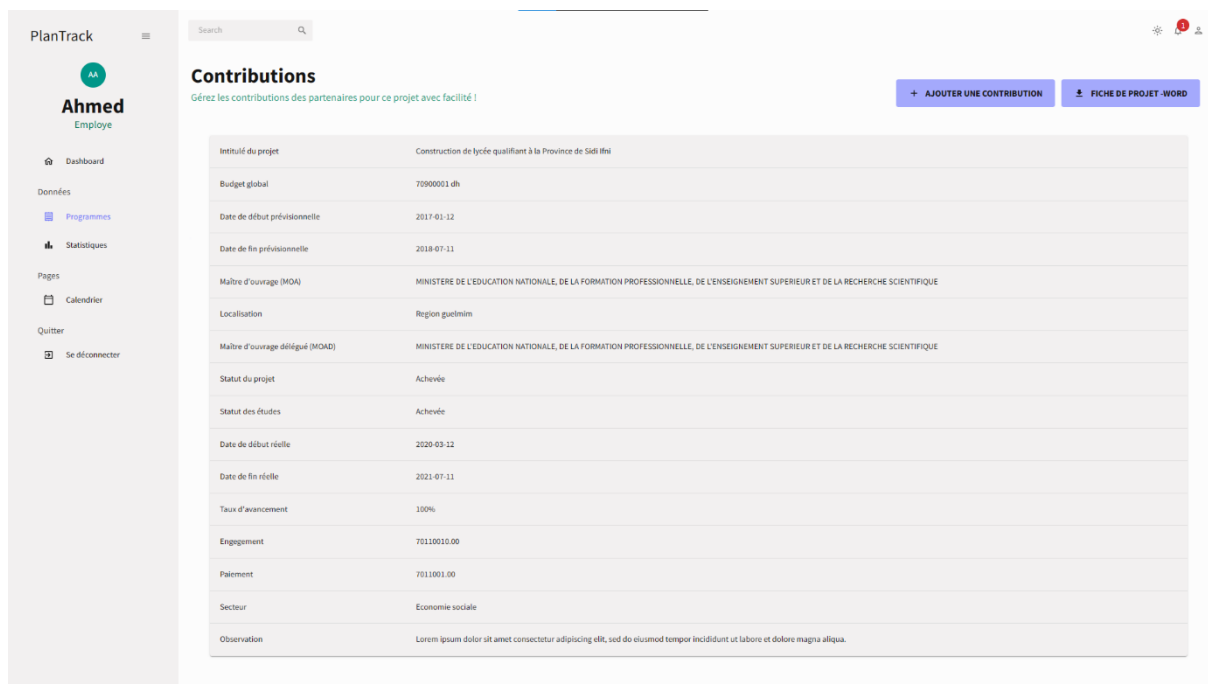 PlanTrack
Search
1
AA
Ahmed
Employe
Dashboard
Données
Programmes
Statistiques
Pages
Calendrier
Quitter
Se déconnecter
Contributions
Gérez les contributions des partenaires pour ce projet avec facilité !
+ AJOUTER UNE CONTRIBUTION
FICHE DE PROJET -WORD
Intitulé du projet Construction de lycée qualifiant à la Province de Sidi Ifni
Budget global 70900001 dh
Date de début prévisionnelle 2017-01-12
Date de fin prévisionnelle 2018-07-11
Maître d'ouvrage (MOA) MINISTERE DE L'EDUCATION NATIONALE, DE LA FORMATION PROFESSIONNELLE, DE L'ENSEIGNEMENT SUPERIEUR ET DE LA RECHERCHE SCIENTIFIQUE
Localisation Region guelmim
Maître d'ouvrage délégué (MOAD) MINISTERE DE L'EDUCATION NATIONALE, DE LA FORMATION PROFESSIONNELLE, DE L'ENSEIGNEMENT SUPERIEUR ET DE LA RECHERCHE SCIENTIFIQUE
Statut du projet Achevée
Statut des études Achevée
Date de début réelle 2020-03-12
Date de fin réelle 2021-07-11
Taux d'avancement 100%
Engegement 70110010.00
Paiement 7011001.00
Secteur Economie sociale
Observation Lorem ipsum dolor sit amet consectetur adipiscing elit, sed do eiusmod tempor incididunt ut labore et dolore magna aliqua.